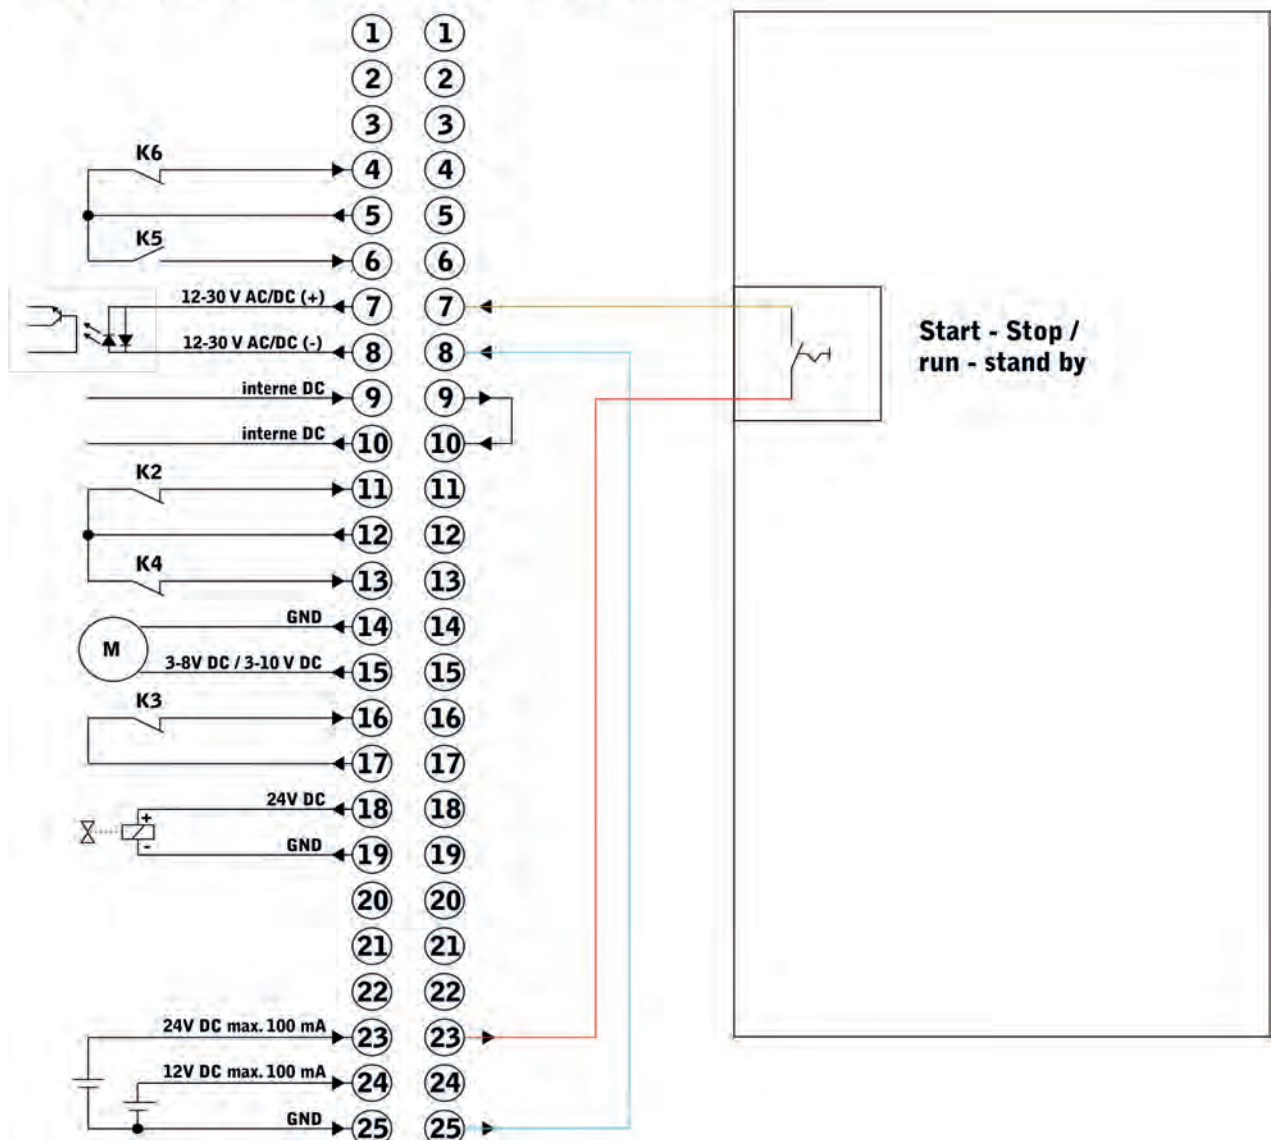 1 1
2 2
3 3
K6
4 4
5 5
K5
6 6
12-30 V AC/DC (+)
7 7
12-30 V AC/DC (-)
8 8
Start - Stop /
run - stand by
interne DC
9 9
interne DC
10 10
K2
11 11
12 12
K4
13 13
GND
14 14
M
3-8V DC / 3-10 V DC
15 15
K3
16 16
17 17
24V DC
18 18
+
-
GND
19 19
20 20
21 21
22 22
24V DC max. 100 mA
23 23
12V DC max. 100 mA
24 24
GND
25 25